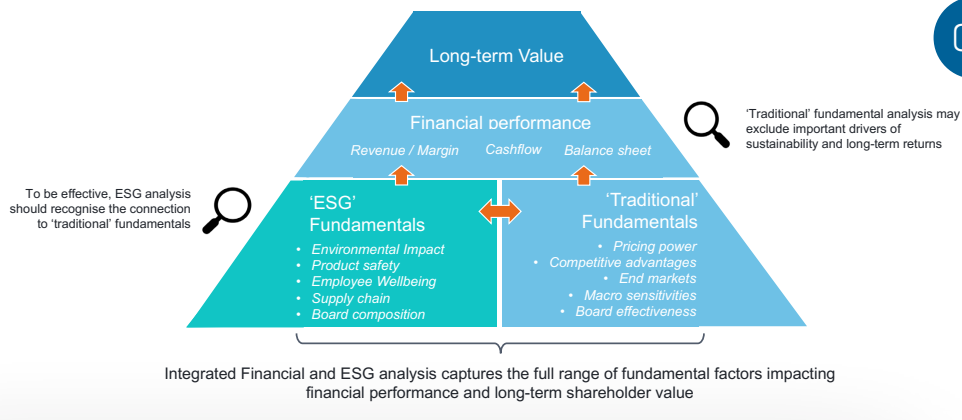 Long-term Value
Financial performance
Revenue / Margin Cashflow Balance sheet
'Traditional' fundamental analysis may
exclude important drivers of
sustainability and long-term returns
To be effective, ESG analysis
should recognise the connection
to 'traditional' fundamentals
'ESG'
Fundamentals
• Environmental Impact
• Product safety
• Employee Wellbeing
• Supply chain
• Board composition
'Traditional'
Fundamentals
• Pricing power
• Competitive advantages
• End markets
• Macro sensitivities
• Board effectiveness
Integrated Financial and ESG analysis captures the full range of fundamental factors impacting
financial performance and long-term shareholder value